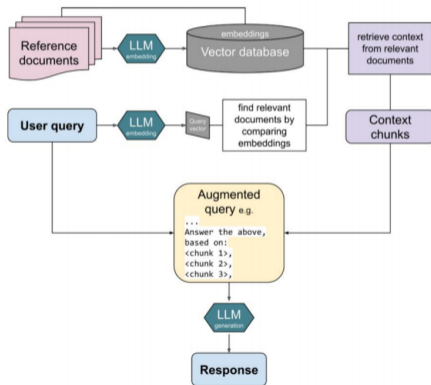 Reference
documents
LLM
embedding
embeddings
Vector database
retrieve context
from relevant
documents
User query
LLM
embedding
Query
vector
find relevant
documents by
comparing
embeddings
Context
chunks
Augmented
query e.g.
...
Answer the above,
based on:
<chunk 1>,
<chunk 2>,
<chunk 3>,
LLM
generation
Response